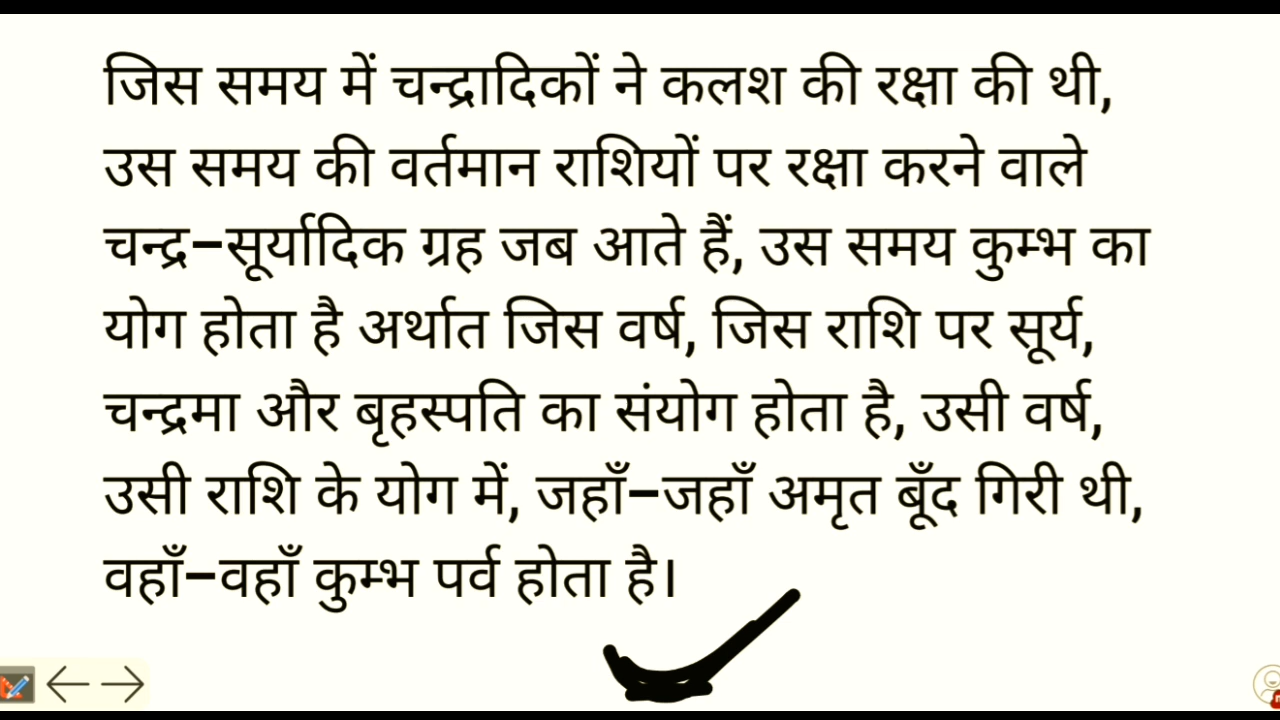 जिस समय में चन्द्रादिकों ने कलश की रक्षा की थी,
उस समय की वर्तमान राशियों पर रक्षा करने वाले
चन्द्र–सूर्यादिक ग्रह जब आते हैं, उस समय कुम्भ का
योग होता है अर्थात जिस वर्ष, जिस राशि पर सूर्य,
चन्द्रमा और बृहस्पति का संयोग होता है, उसी वर्ष,
उसी राशि के योग में, जहाँ–जहाँ अमृत बूँद गिरी थी,
वहाँ–वहाँ कुम्भ पर्व होता है।